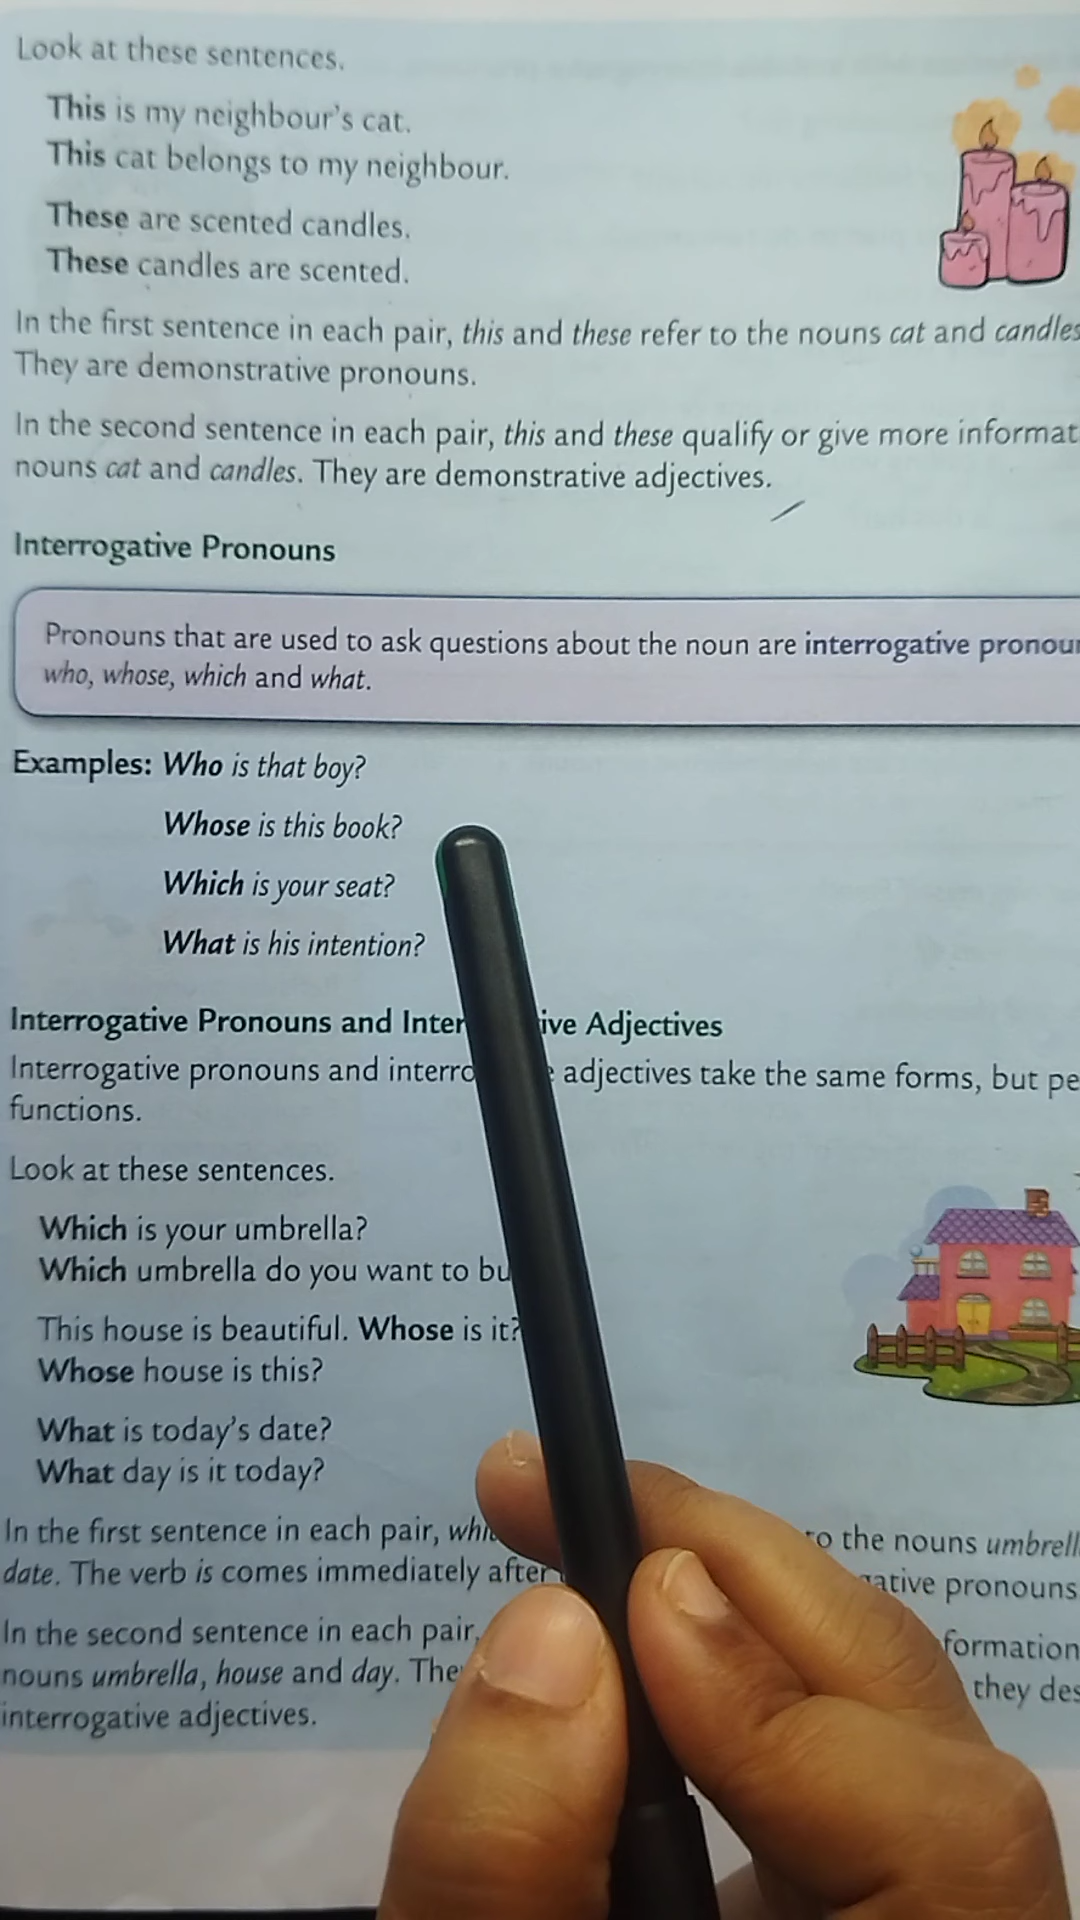 Look at these sentences.
This is my neighbour's cat.
This cat belongs to my neighbour.
These are scented candles.
These candles are scented.
In the first sentence in each pair, this and these refer to the nouns cat and candles
They are demonstrative pronouns.
In the second sentence in each pair, this and these qualify or give more informat
nouns cat and candles. They are demonstrative adjectives.
Interrogative Pronouns
Pronouns that are used to ask questions about the noun are interrogative pronou
who, whose, which and what.
Examples: Who is that boy?
Whose is this book?
Which is your seat?
What is his intention?
Interrogative Pronouns and Inter ive Adjectives
Interrogative pronouns and interro adjectives take the same forms, but pe
functions.
Look at these sentences.
Which is your umbrella?
Which umbrella do you want to bu
This house is beautiful. Whose is it?
Whose house is this?
What is today's date?
What day is it today?
In the first sentence in each pair, whi to the nouns umbrell
date. The verb is comes immediately after ative pronouns
In the second sentence in each pair, formation
nouns umbrella, house and day. The they des
interrogative adjectives.